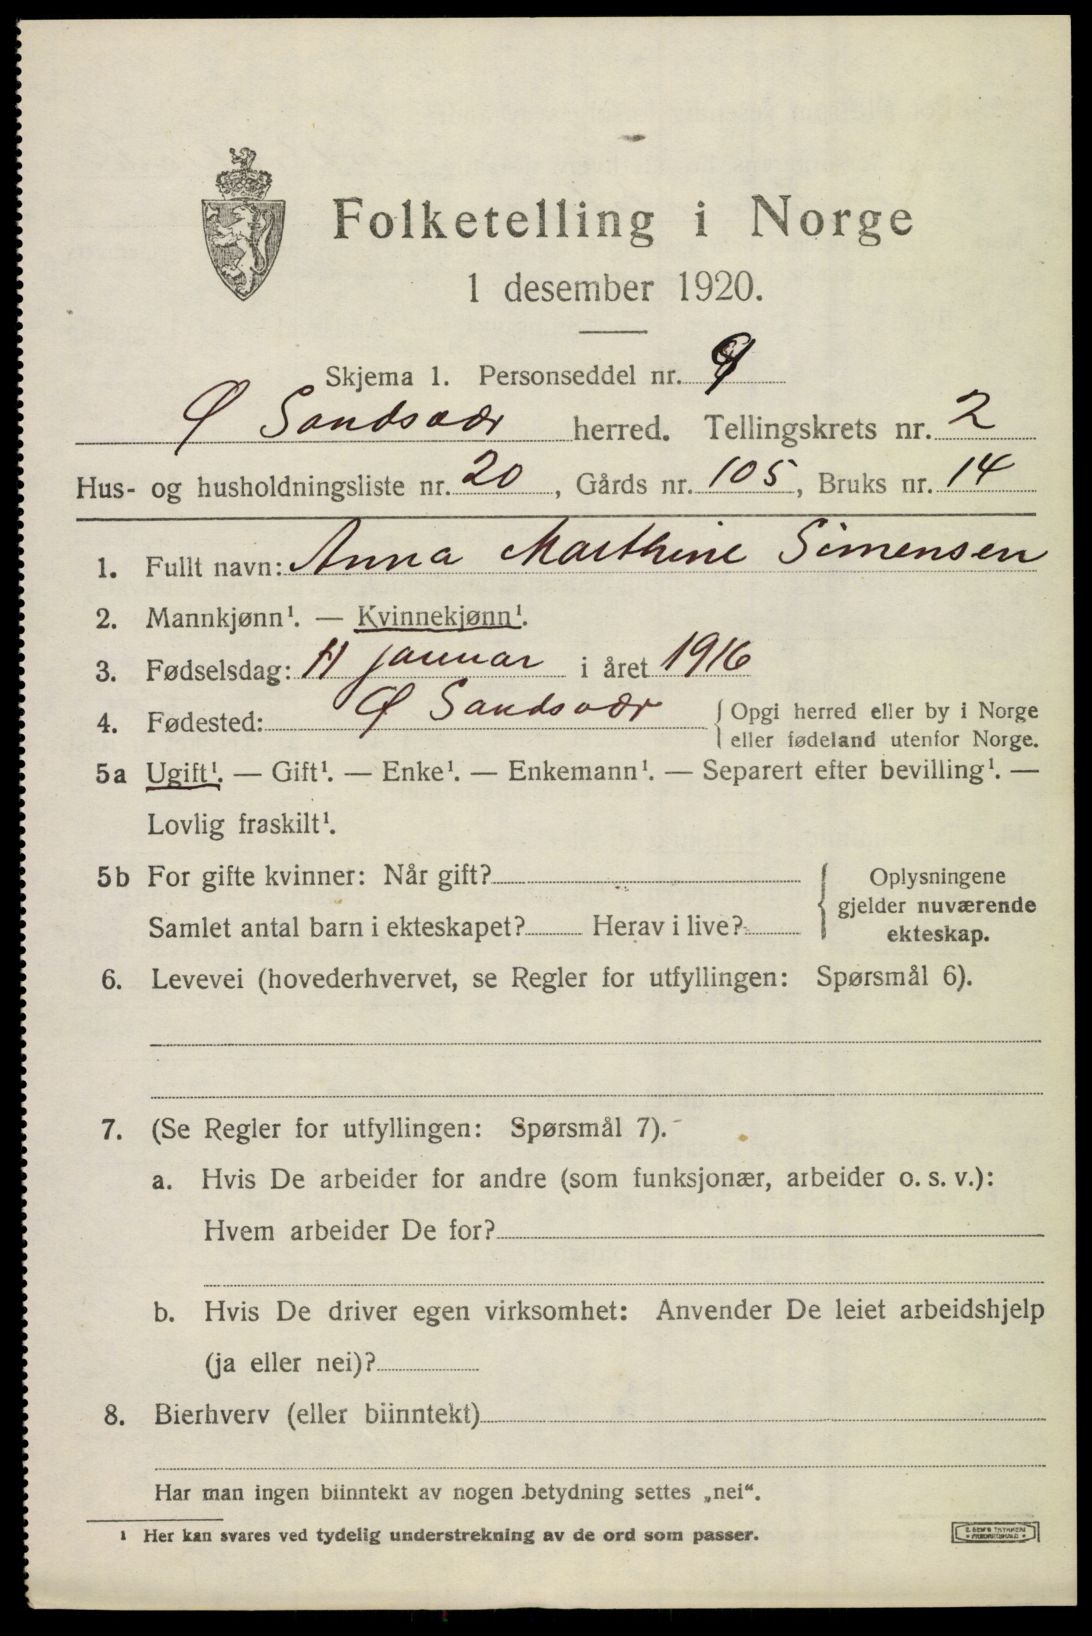 Folketelling i Norge
1 desember 1920.
Skjema 1. Personseddel nr. 9
Ø Sandsvær herred. Tellingskrets nr. 2
Hus- og husholdningsliste nr. 20, Gårds nr. 105, Bruks nr. 14
1. Fullt navn: Anna Marthine Simensen
2. Mannkjønn¹. — Kvinnekjønn¹.
3. Fødselsdag: 11 januar i året 1916
4. Fødested: Ø Sandsvær { Opgi herred eller by i Norge
eller fødeland utenfor Norge.
5a Ugift¹. — Gift¹. — Enke¹. — Enkemann¹. — Separert efter bevilling¹. —
Lovlig fraskilt¹.
5b For gifte kvinner: Når gift?
Samlet antal barn i ekteskapet? Herav i live?
{ Oplysningene
gjelder nuværende
ekteskap.
6. Levevei (hovederhvervet, se Regler for utfyllingen: Spørsmål 6).
7. (Se Regler for utfyllingen: Spørsmål 7).
a. Hvis De arbeider for andre (som funksjonær, arbeider o. s. v.):
Hvem arbeider De for?
b. Hvis De driver egen virksomhet: Anvender De leiet arbeidshjelp
(ja eller nei)?
8. Bierhverv (eller biinntekt)
Har man ingen biinntekt av nogen betydning settes „nei“.
¹ Her kan svares ved tydelig understrekning av de ord som passer.